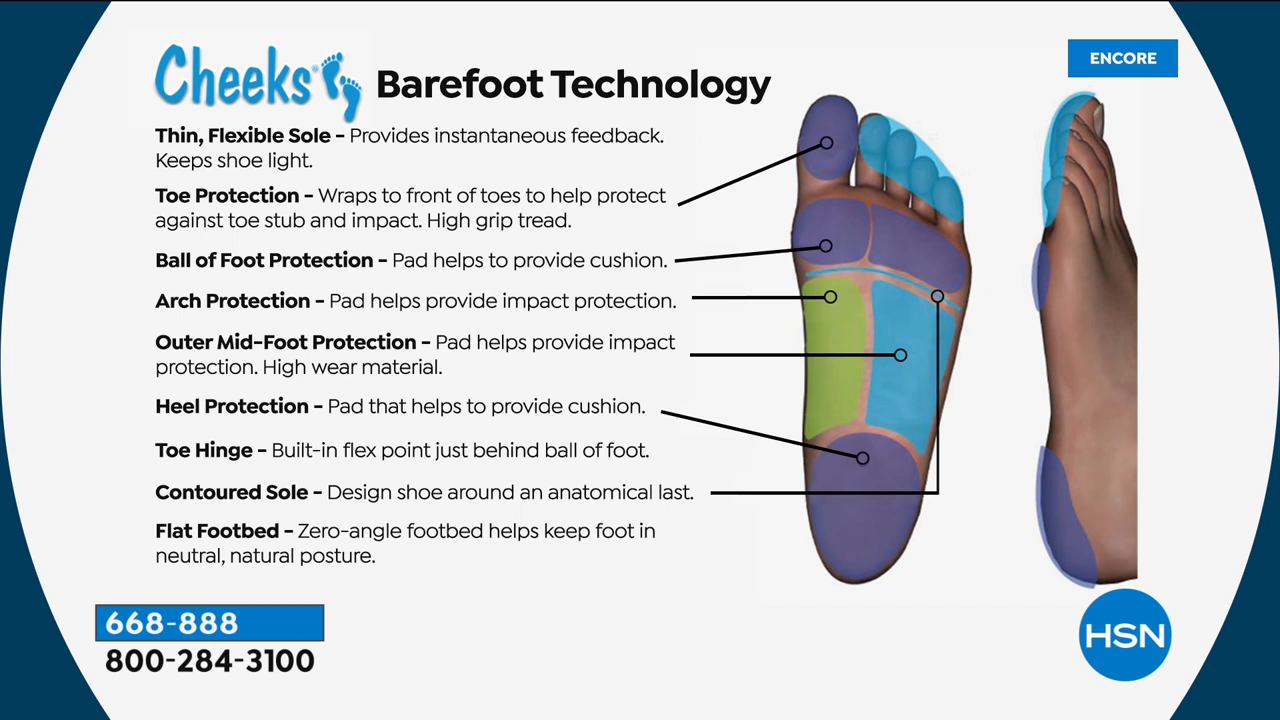 Cheeks® Barefoot Technology
ENCORE
Thin, Flexible Sole – Provides instantaneous feedback.
Keeps shoe light.
Toe Protection – Wraps to front of toes to help protect
against toe stub and impact. High grip tread.
Ball of Foot Protection – Pad helps to provide cushion.
Arch Protection – Pad helps provide impact protection.
Outer Mid-Foot Protection – Pad helps provide impact
protection. High wear material.
Heel Protection – Pad that helps to provide cushion.
Toe Hinge – Built-in flex point just behind ball of foot.
Contoured Sole – Design shoe around an anatomical last.
Flat Footbed – Zero-angle footbed helps keep foot in
neutral, natural posture.
668-888
800-284-3100
HSN